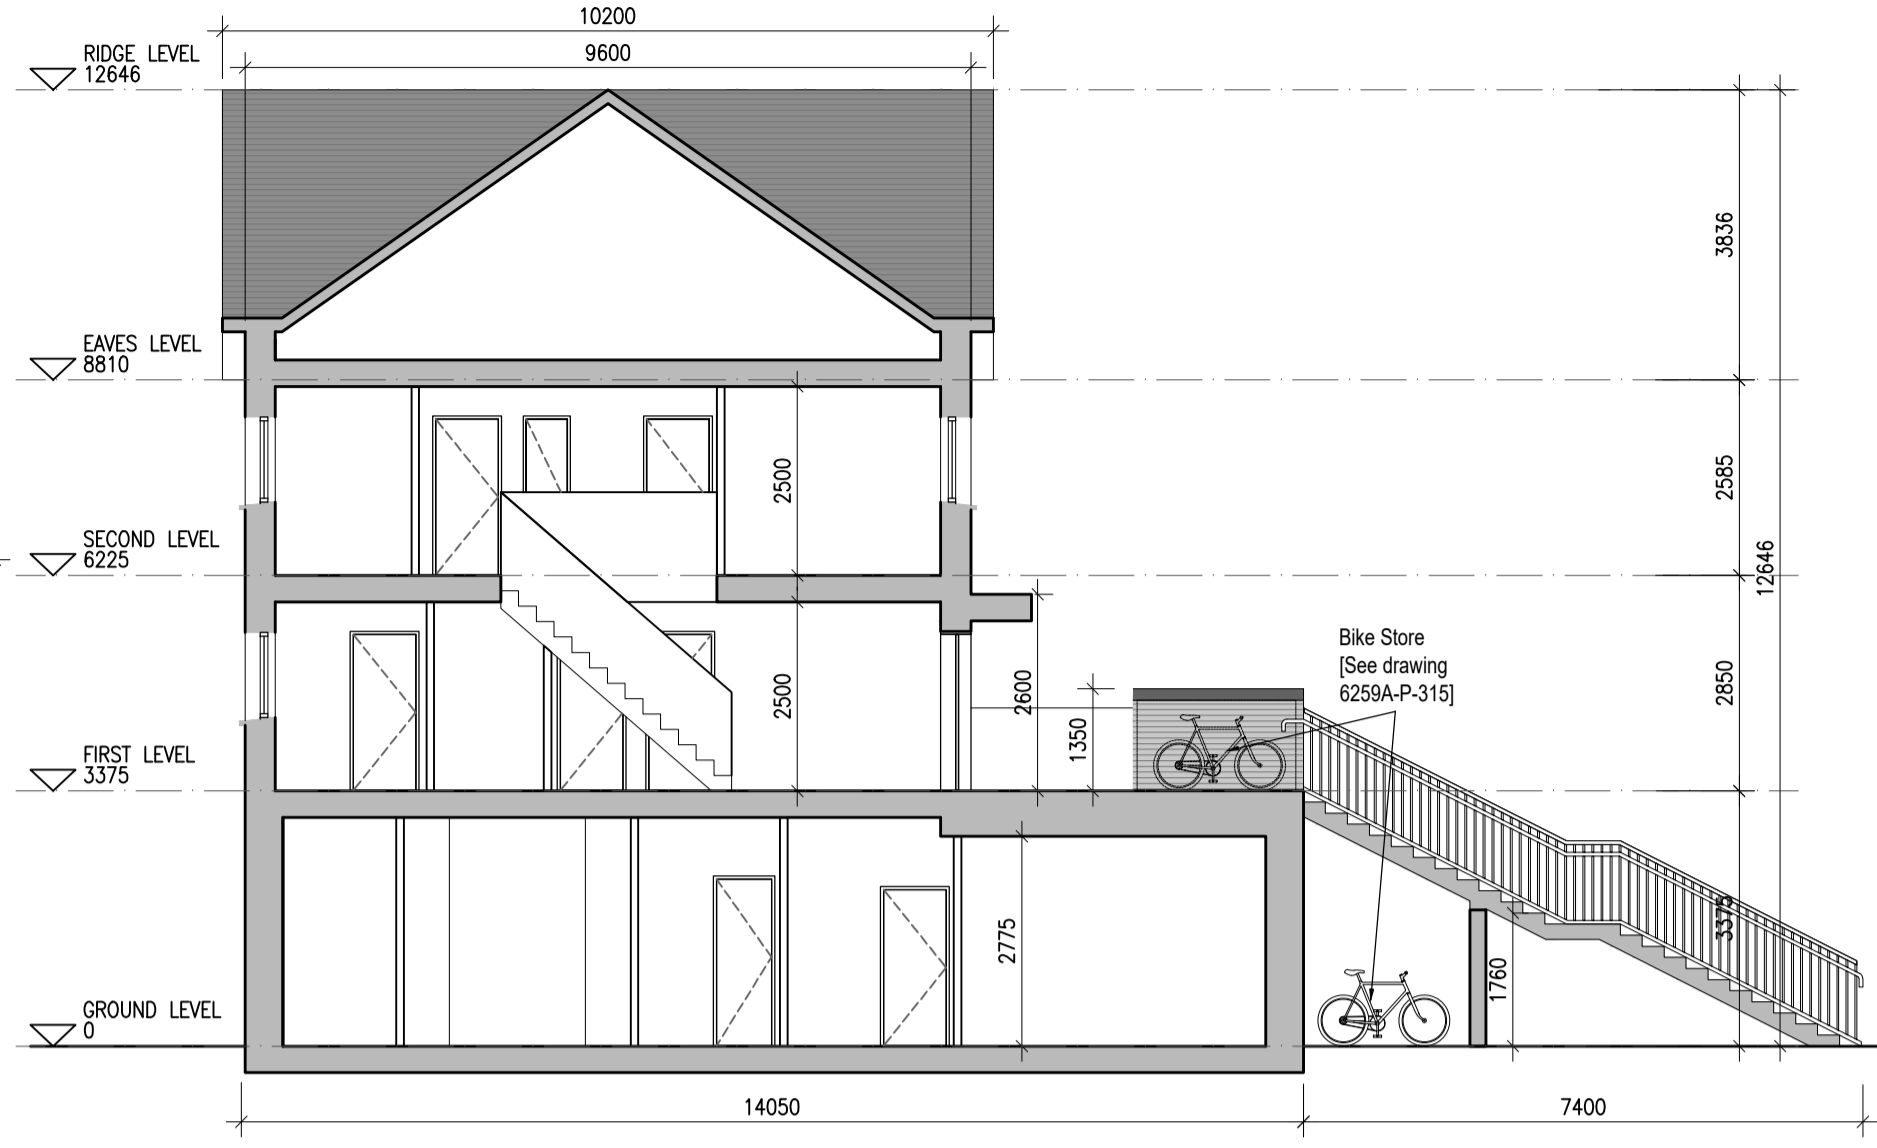 10200
9600
RIDGE LEVEL
12646
3836
EAVES LEVEL
8810
2500
2585
SECOND LEVEL
6225
12646
Bike Store
[See drawing
6259A-P-315]
2500
2600
1350
2850
FIRST LEVEL
3375
2775
1760
3375
GROUND LEVEL
0
14050
7400